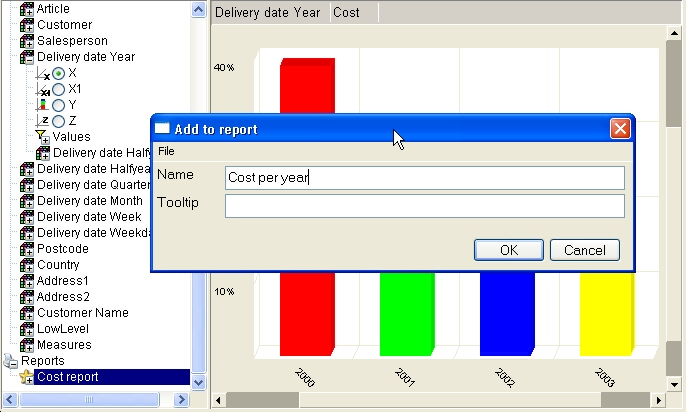 Article
Customer
Salesperson
Delivery date Year
X
X1
Y
Z
Values
Delivery date Halfy
Delivery date Halfyea
Delivery date Quarter
Delivery date Month
Delivery date Week
Delivery date Weekda
Postcode
Country
Address1
Address2
Customer Name
LowLevel
Measures
Reports
Cost report
Delivery date Year Cost
40%
Add to report
File
Name Cost per year
Tooltip
OK Cancel
10%
2000 2001 2002 2003